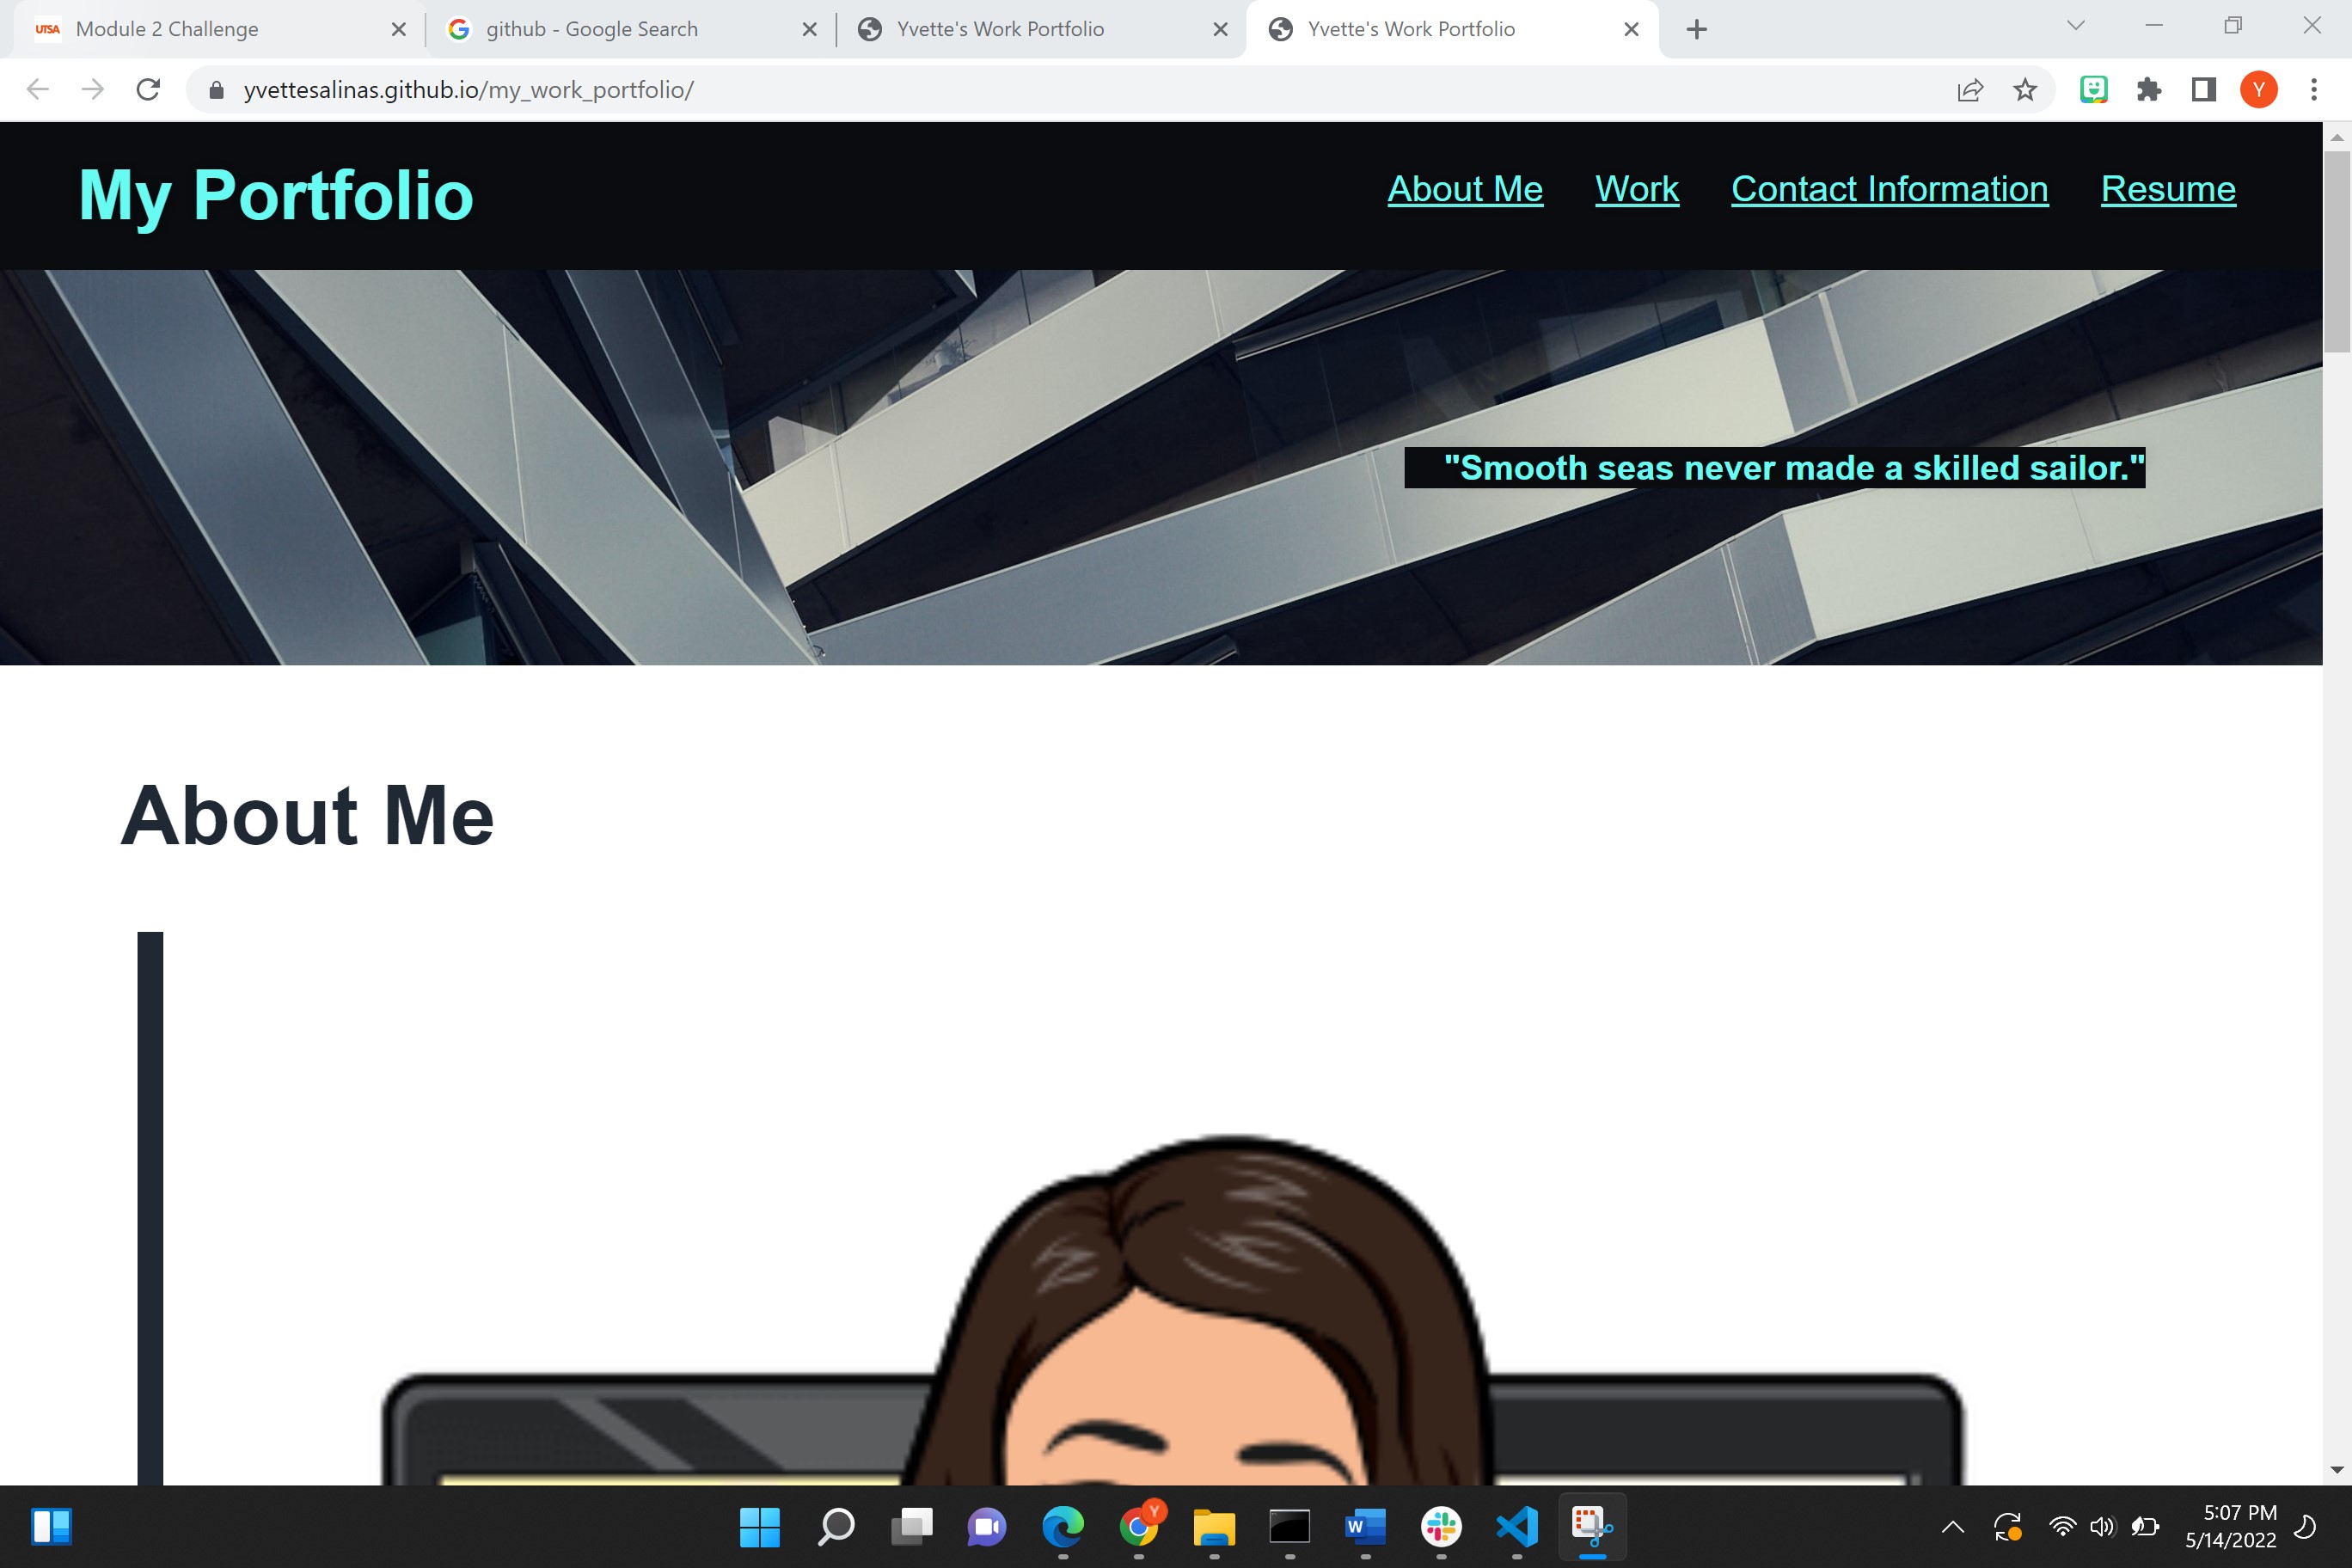 UTSA Module 2 Challenge
github - Google Search
Yvette's Work Portfolio
Yvette's Work Portfolio
yvettesalinas.github.io/my_work_portfolio/
Y
My Portfolio
About Me Work Contact Information Resume
"Smooth seas never made a skilled sailor."
About Me
Y
W
5:07 PM
5/14/2022